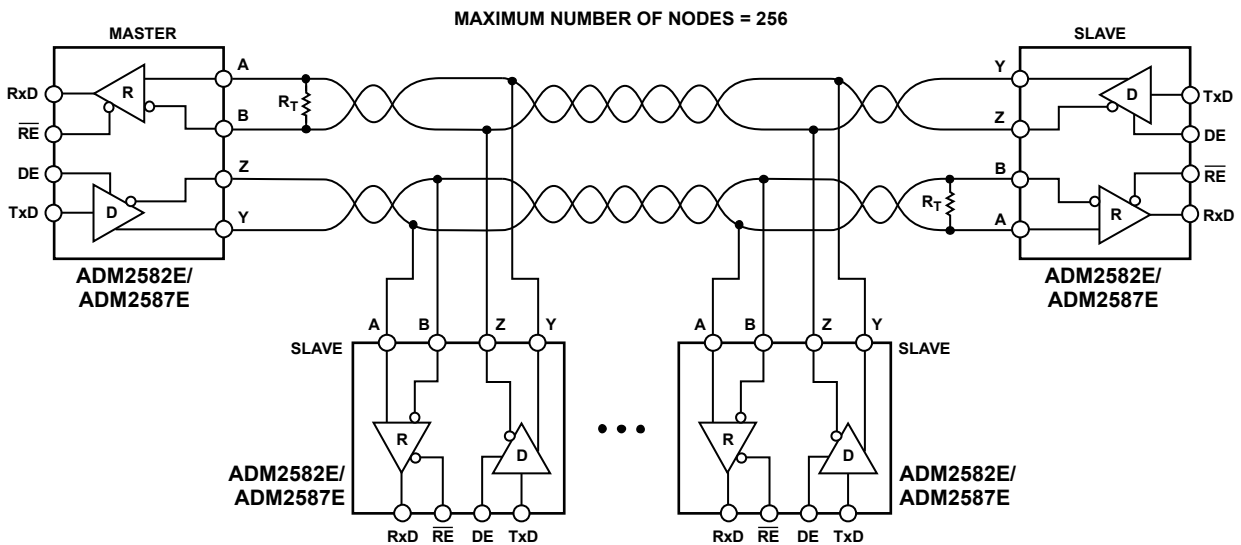 MAXIMUM NUMBER OF NODES = 256
MASTER
SLAVE
A
Y
RxD
R
RT
D
TxD
B
Z
RE
DE
DE
Z
B
RE
TxD
D
RT
R
RxD
Y
A
ADM2582E/
ADM2587E
ADM2582E/
ADM2587E
A B Z Y
SLAVE
R
D
ADM2582E/
ADM2587E
RxD RE DE TxD
A B Z Y
SLAVE
R
D
ADM2582E/
ADM2587E
RxD RE DE TxD